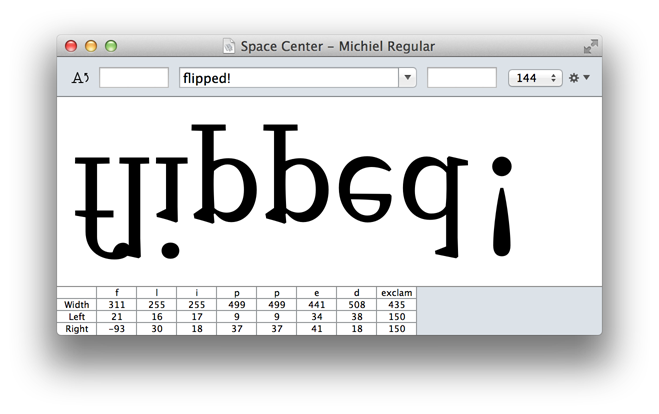 Space Center – Michiel Regular
flipped!
144
flipped!
f l i p p e d exclam
Width 311 255 255 499 499 441 508 435
Left 21 16 17 9 9 34 38 150
Right -93 30 18 37 37 41 18 150